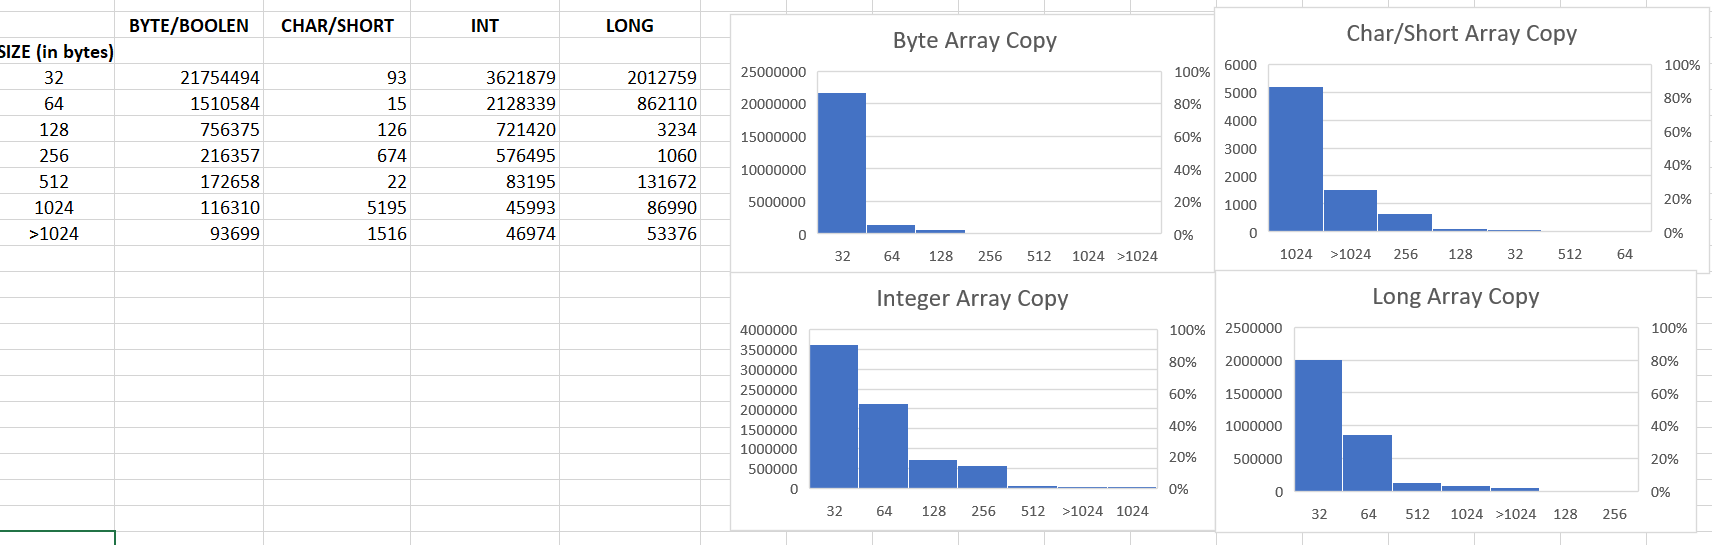 BYTE/BOOLEN CHAR/SHORT INT LONG
SIZE (in bytes)
32 21754494 93 3621879 2012759
64 1510584 15 2128339 862110
128 756375 126 721420 3234
256 216357 674 576495 1060
512 172658 22 83195 131672
1024 116310 5195 45993 86990
>1024 93699 1516 46974 53376
Byte Array Copy
25000000 100%
20000000 80%
15000000 60%
10000000 40%
5000000 20%
0 0%
32 64 128 256 512 1024 >1024
Char/Short Array Copy
6000 100%
5000 80%
4000 60%
3000 40%
2000 20%
1000 0%
0
1024 >1024 256 128 32 512 64
Integer Array Copy
4000000 100%
3500000 80%
3000000 60%
2500000 40%
2000000 20%
1500000 0%
1000000
500000
0
32 64 128 256 512 >1024 1024
Long Array Copy
2500000 100%
2000000 80%
1500000 60%
1000000 40%
500000 20%
0 0%
32 64 512 1024 >1024 128 256